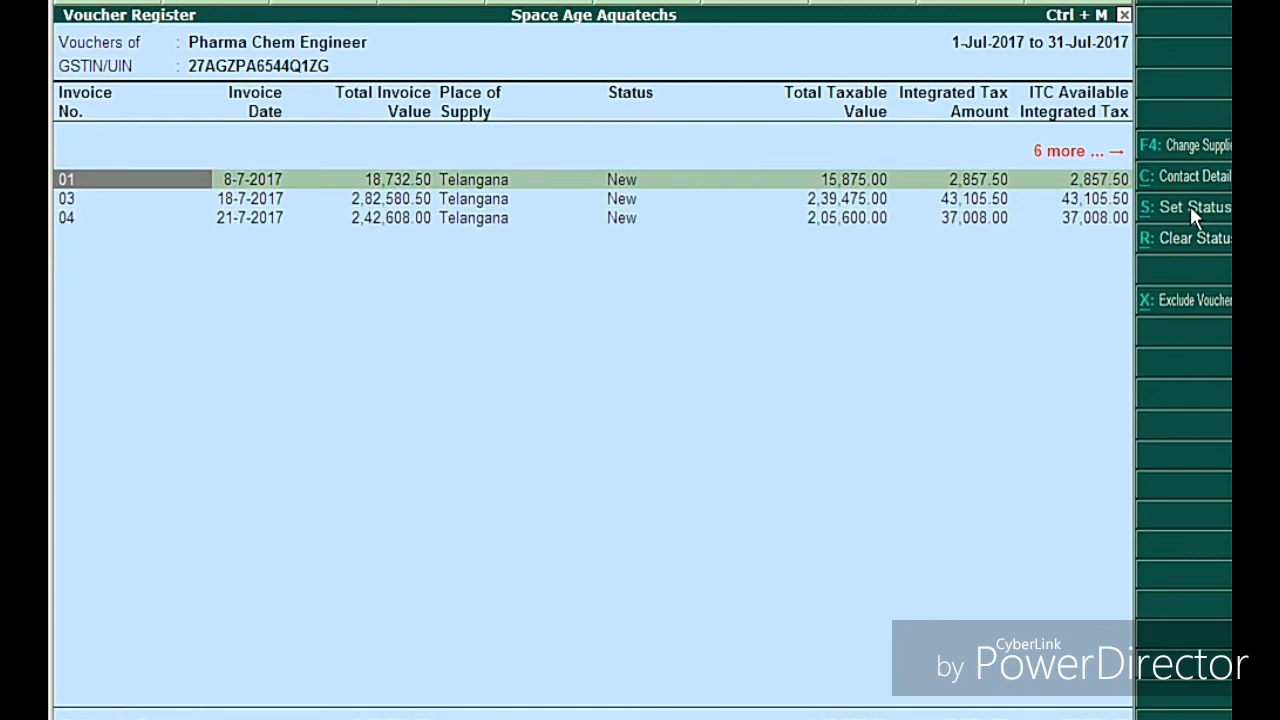 Voucher Register Space Age Aquatechs Ctrl + M
Vouchers of : Pharma Chem Engineer 1-Jul-2017 to 31-Jul-2017
GSTIN/UIN : 27AGZPA6544Q1ZG
Invoice Invoice Total Invoice Place of Status Total Taxable Integrated Tax ITC Available
No. Date Value Supply Value Amount Integrated Tax
6 more ... →
01 8-7-2017 18,732.50 Telangana New 15,875.00 2,857.50 2,857.50
03 18-7-2017 2,82,580.50 Telangana New 2,39,475.00 43,105.50 43,105.50
04 21-7-2017 2,42,608.00 Telangana New 2,05,600.00 37,008.00 37,008.00
F4: Change Suppli
C: Contact Detail
S: Set Status
R: Clear Statu
X: Exclude Voucher
CyberLink
by PowerDirector